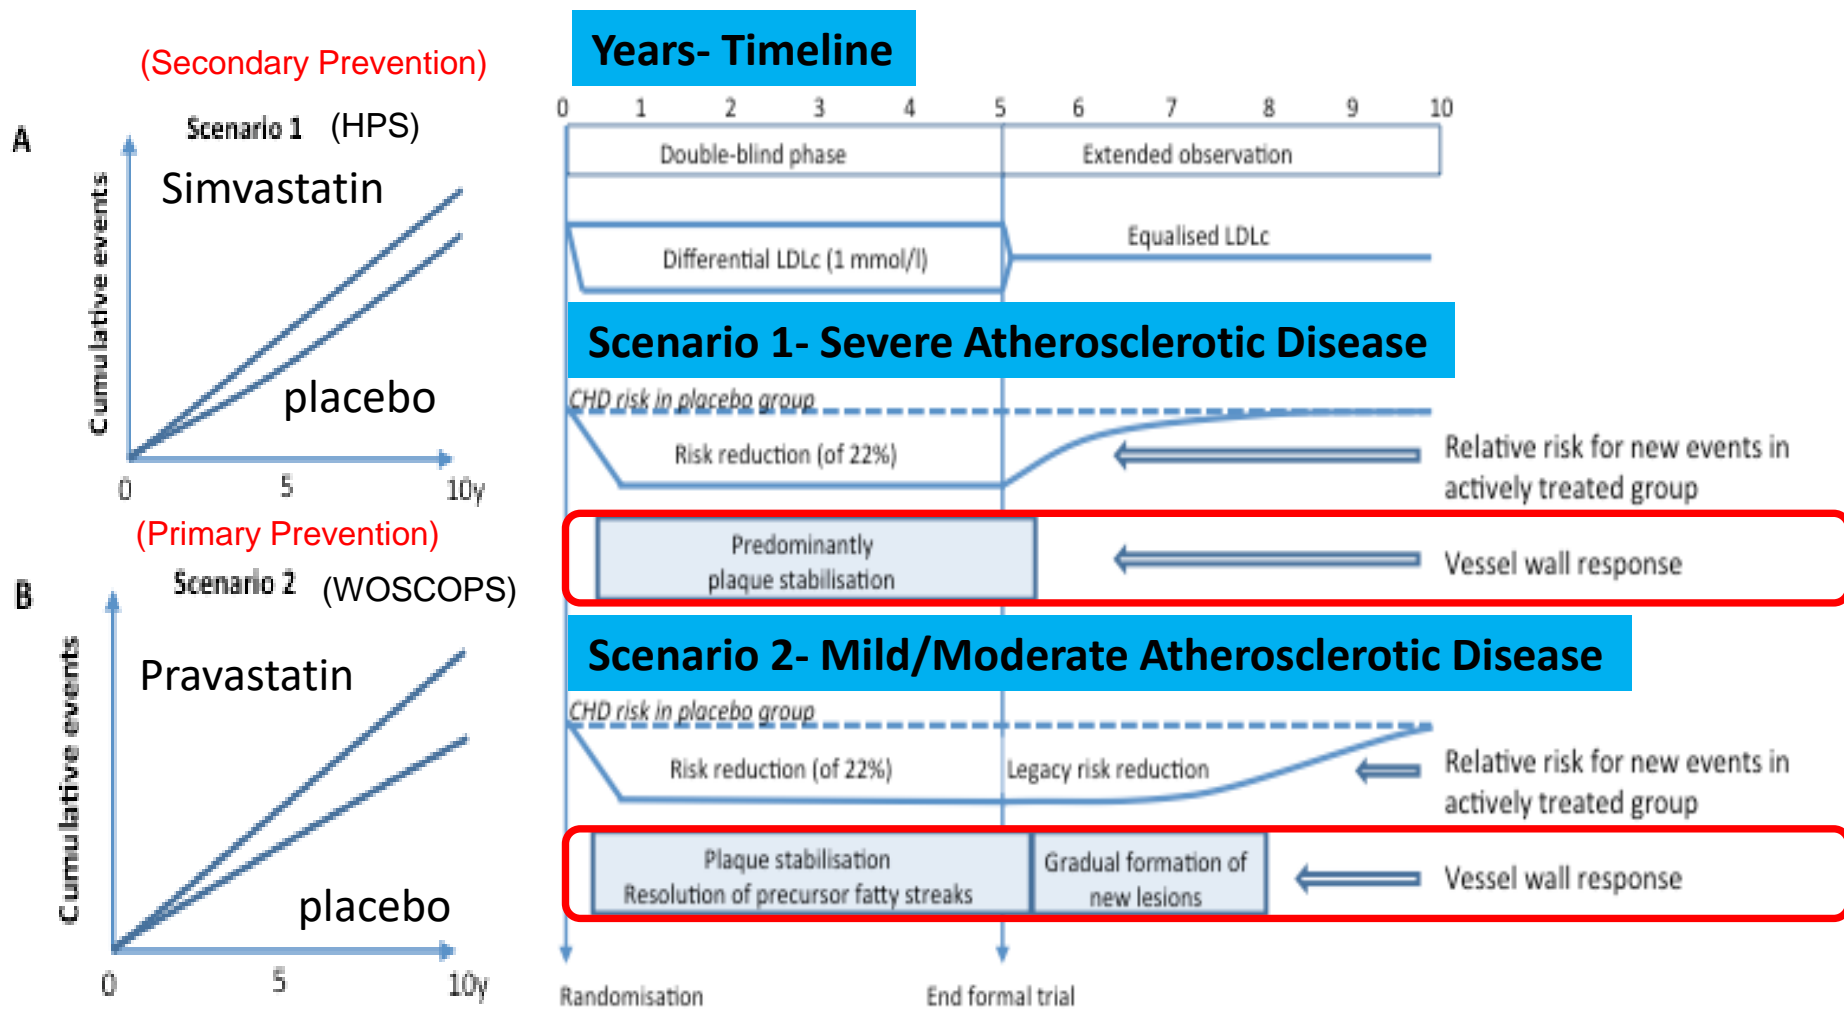 (Secondary Prevention)
A
Scenario 1 (HPS)
Simvastatin
placebo
Cumulative events
0 5 10y
(Primary Prevention)
B
Scenario 2 (WOSCOPS)
Pravastatin
placebo
Cumulative events
0 5 10y
Years- Timeline
0 1 2 3 4 5 6 7 8 9 10
Double-blind phase Extended observation
Differential LDLc (1 mmol/l) Equalised LDLc
Scenario 1- Severe Atherosclerotic Disease
CHD risk in placebo group
Risk reduction (of 22%)
Relative risk for new events in
actively treated group
Predominantly
plaque stabilisation
Vessel wall response
Scenario 2- Mild/Moderate Atherosclerotic Disease
CHD risk in placebo group
Risk reduction (of 22%) Legacy risk reduction
Relative risk for new events in
actively treated group
Plaque stabilisation
Resolution of precursor fatty streaks
Gradual formation of
new lesions
Vessel wall response
Randomisation End formal trial